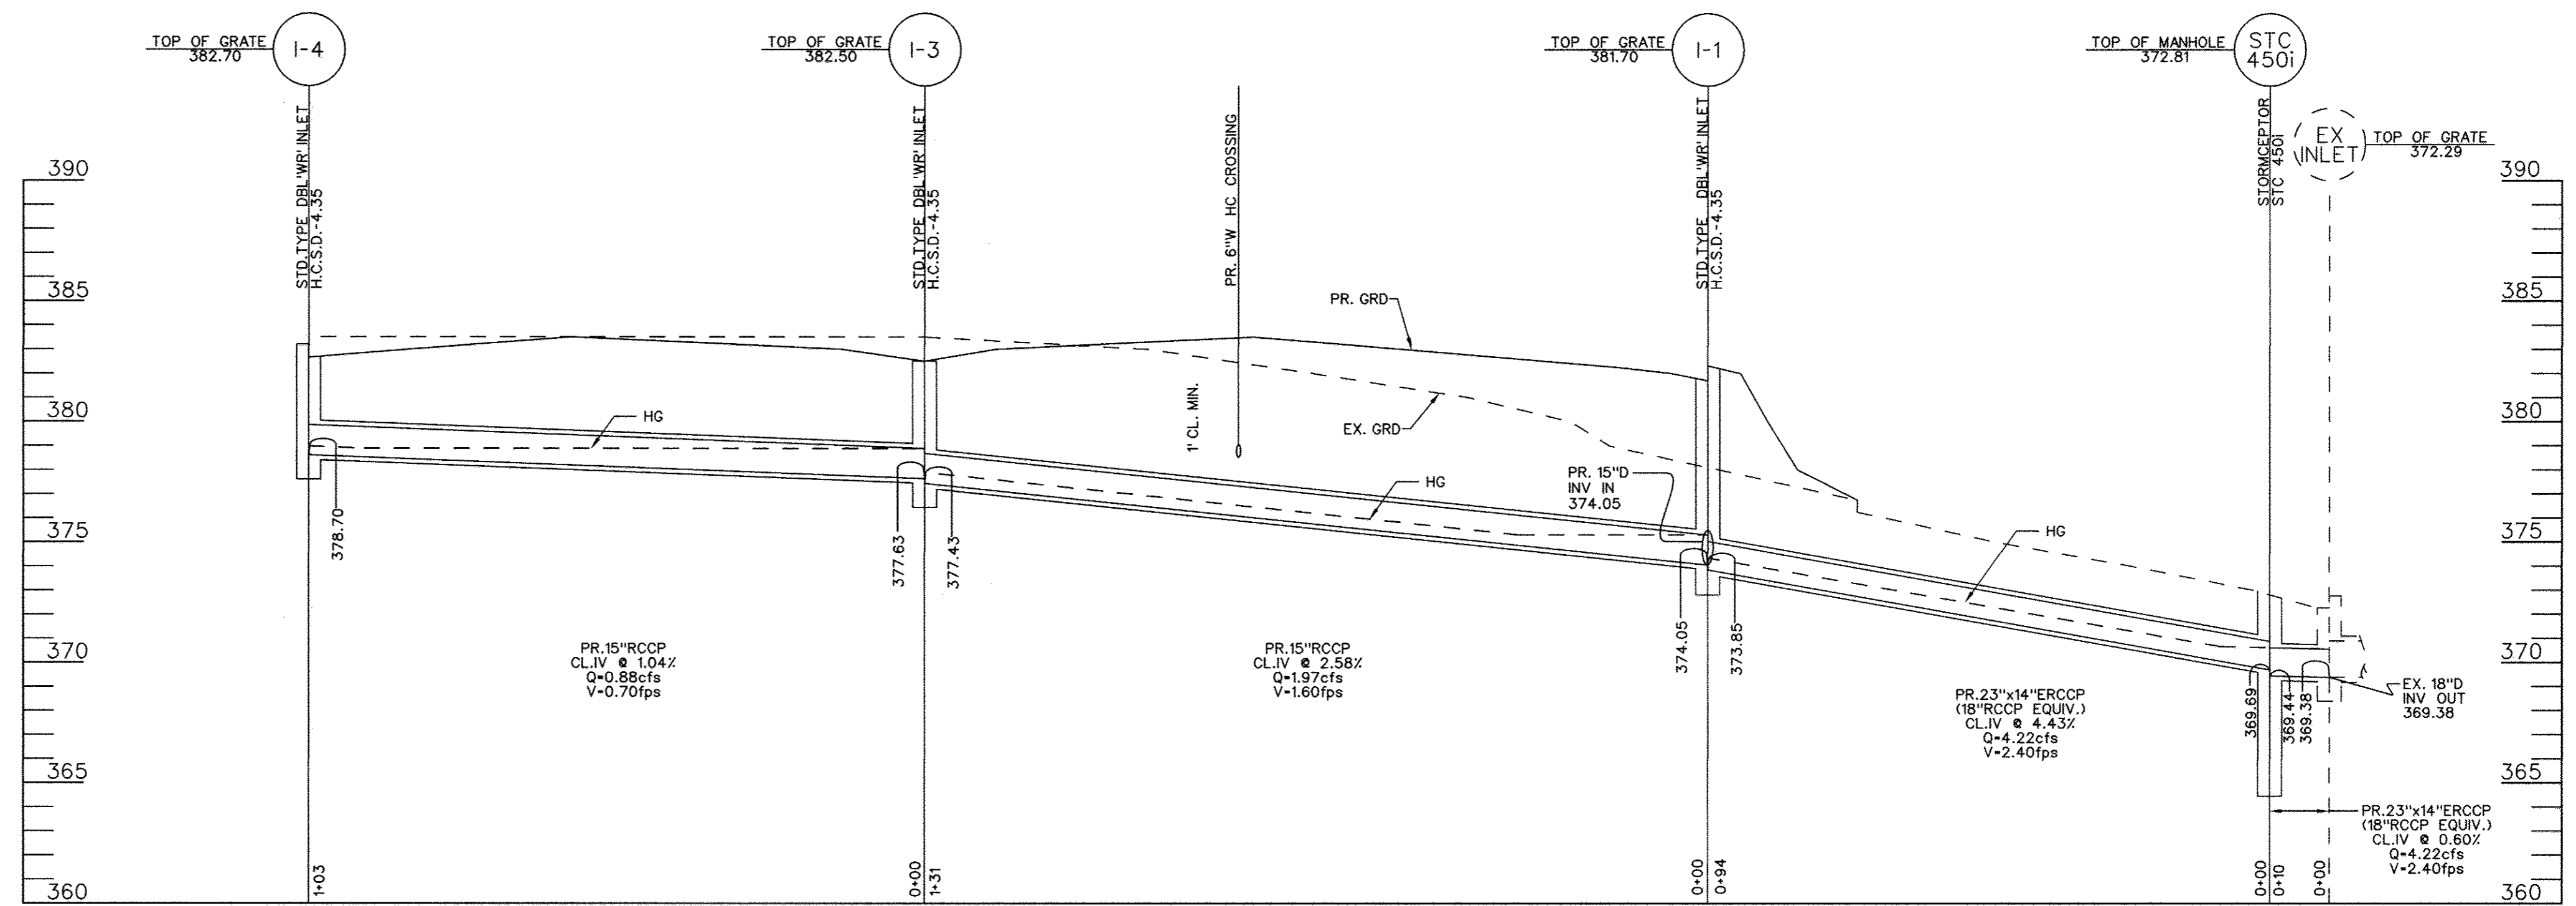 TOP OF GRATE
382.70
I-4
TOP OF GRATE
382.50
I-3
TOP OF GRATE
381.70
I-1
TOP OF MANHOLE
372.81
STC
450i
EX
INLET
TOP OF GRATE
372.29
STD.TYPE DBL'WR'INLET
H.C.S.D.-4.35
STD.TYPE DBL'WR'INLET
H.C.S.D.-4.35
PR. 6"W HC CROSSING
STD.TYPE DBL'WR'INLET
H.C.S.D.-4.35
STORMCEPTOR
STC 450i
390
390
385
385
380
380
375
375
370
370
365
365
360
360
PR. GRD
EX. GRD
1' CL. MIN.
HG
HG
HG
PR. 15"D
INV IN
374.05
378.70
377.63
377.43
374.05
373.85
369.69
369.44
369.38
EX. 18"D
INV OUT
369.38
PR.15"RCCP
CL.IV @ 1.04%
Q=0.88cfs
V=0.70fps
PR.15"RCCP
CL.IV @ 2.58%
Q=1.97cfs
V=1.60fps
PR.23"x14"ERCCP
(18"RCCP EQUIV.)
CL.IV @ 4.43%
Q=4.22cfs
V=2.40fps
PR.23"x14"ERCCP
(18"RCCP EQUIV.)
CL.IV @ 0.60%
Q=4.22cfs
V=2.40fps
1+03
0+00
1+31
0+00
0+94
0+00
0+10
0+00